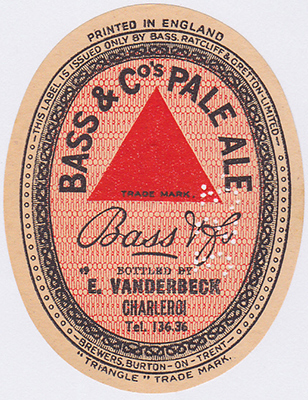 PRINTED IN ENGLAND
THIS LABEL IS ISSUED ONLY BY BASS, RATCLIFF & GRETTON, LIMITED
BASS & Co's PALE ALE
TRADE MARK.
Bass & Co
BOTTLED BY
E. VANDERBECK
CHARLEROI
Tel. 136.36
BREWERS, BURTON-ON-TRENT
"TRIANGLE" TRADE MARK.